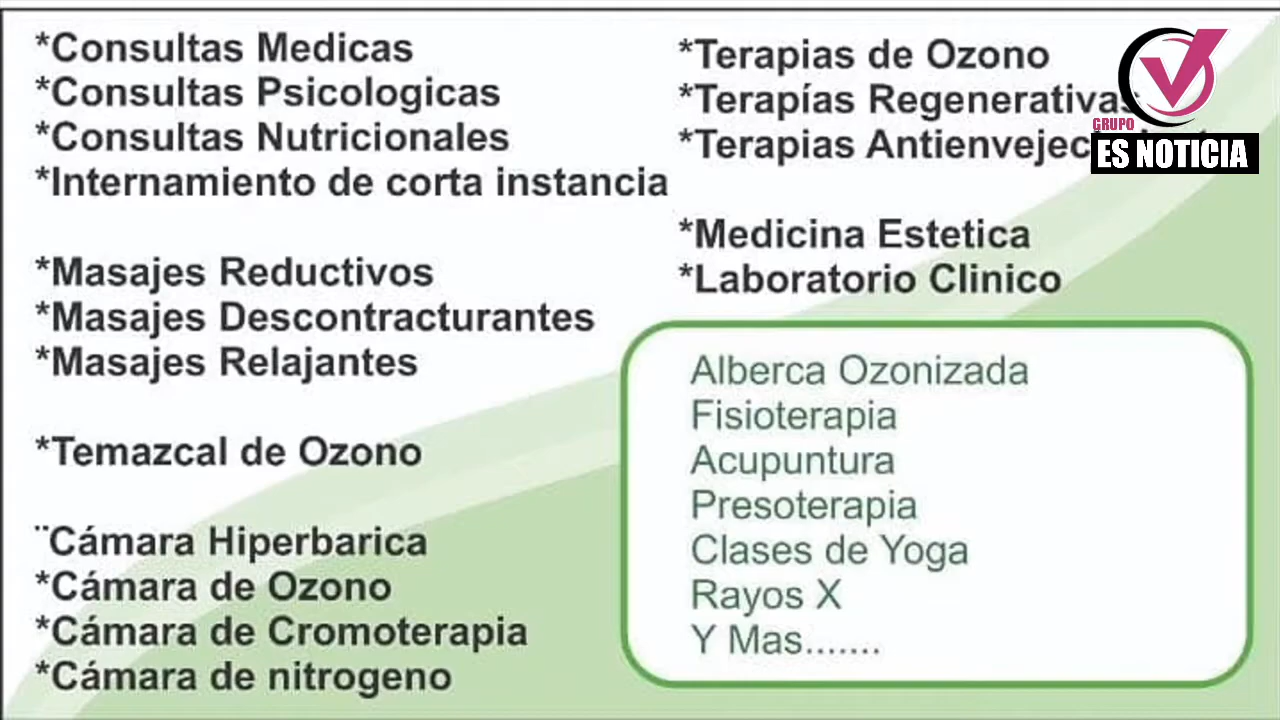 *Consultas Medicas
*Consultas Psicologicas
*Consultas Nutricionales
*Internamiento de corta instancia
*Masajes Reductivos
*Masajes Descontracturantes
*Masajes Relajantes
*Temazcal de Ozono
¨Cámara Hiperbarica
*Cámara de Ozono
*Cámara de Cromoterapia
*Cámara de nitrogeno
*Terapias de Ozono
*Terapías Regenerativas
*Terapias
*Medicina Estetica
*Laboratorio Clinico
Alberca Ozonizada
Fisioterapia
Acupuntura
Presoterapia
Clases de Yoga
Rayos X
Y Mas.......
GRUPO
ES NOTICIA